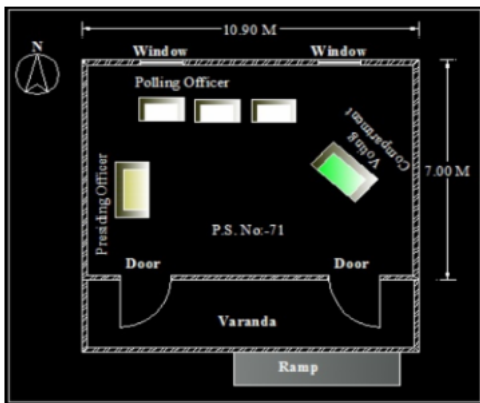 10.90 M
N
Window
Window
Polling Officer
Voting
Compartment
7.00 M
Presiding Officer
P.S. No:-71
Door
Door
Varanda
Ramp